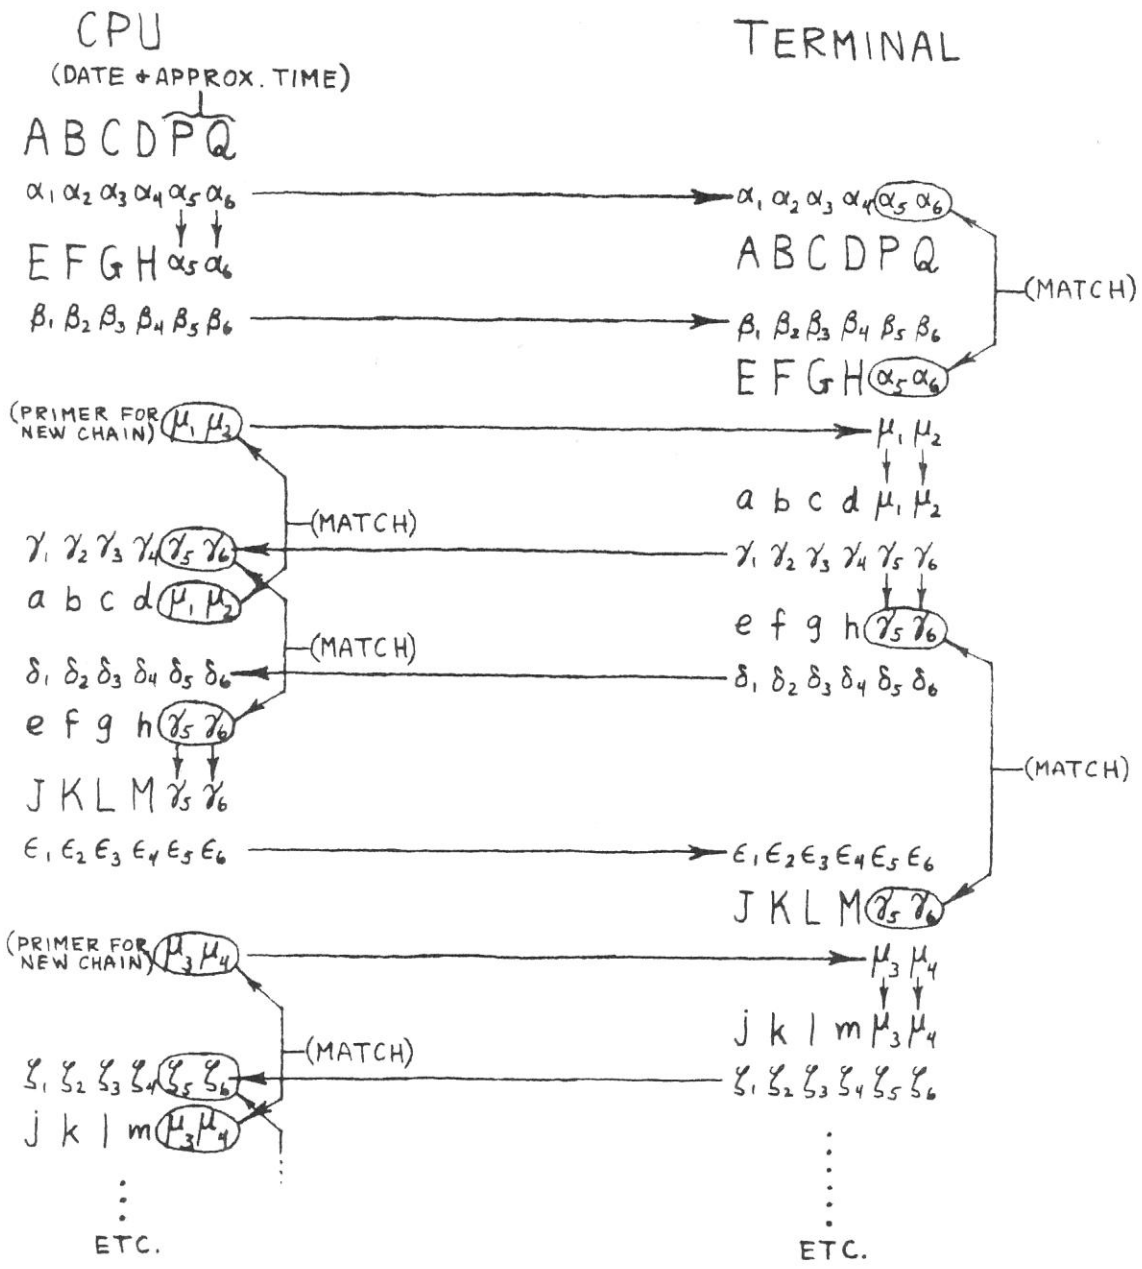 CPU
TERMINAL
(DATE + APPROX. TIME)
A B C D P Q
α₁ α₂ α₃ α₄ α₅ α₆
α₁ α₂ α₃ α₄ α₅ α₆
A B C D P Q
E F G H α₅ α₆
(MATCH)
β₁ β₂ β₃ β₄ β₅ β₆
β₁ β₂ β₃ β₄ β₅ β₆
E F G H α₅ α₆
(PRIMER FOR
NEW CHAIN) μ₁ μ₂
μ₁ μ₂
a b c d μ₁ μ₂
(MATCH)
γ₁ γ₂ γ₃ γ₄ γ₅ γ₆
γ₁ γ₂ γ₃ γ₄ γ₅ γ₆
a b c d μ₁ μ₂
e f g h γ₅ γ₆
(MATCH)
δ₁ δ₂ δ₃ δ₄ δ₅ δ₆
δ₁ δ₂ δ₃ δ₄ δ₅ δ₆
e f g h γ₅ γ₆
(MATCH)
J K L M γ₅ γ₆
ϵ₁ ϵ₂ ϵ₃ ϵ₄ ϵ₅ ϵ₆
ϵ₁ ϵ₂ ϵ₃ ϵ₄ ϵ₅ ϵ₆
J K L M γ₅ γ₆
(PRIMER FOR
NEW CHAIN) μ₃ μ₄
μ₃ μ₄
j k l m μ₃ μ₄
(MATCH)
ζ₁ ζ₂ ζ₃ ζ₄ ζ₅ ζ₆
ζ₁ ζ₂ ζ₃ ζ₄ ζ₅ ζ₆
j k l m μ₃ μ₄
ETC.
ETC.